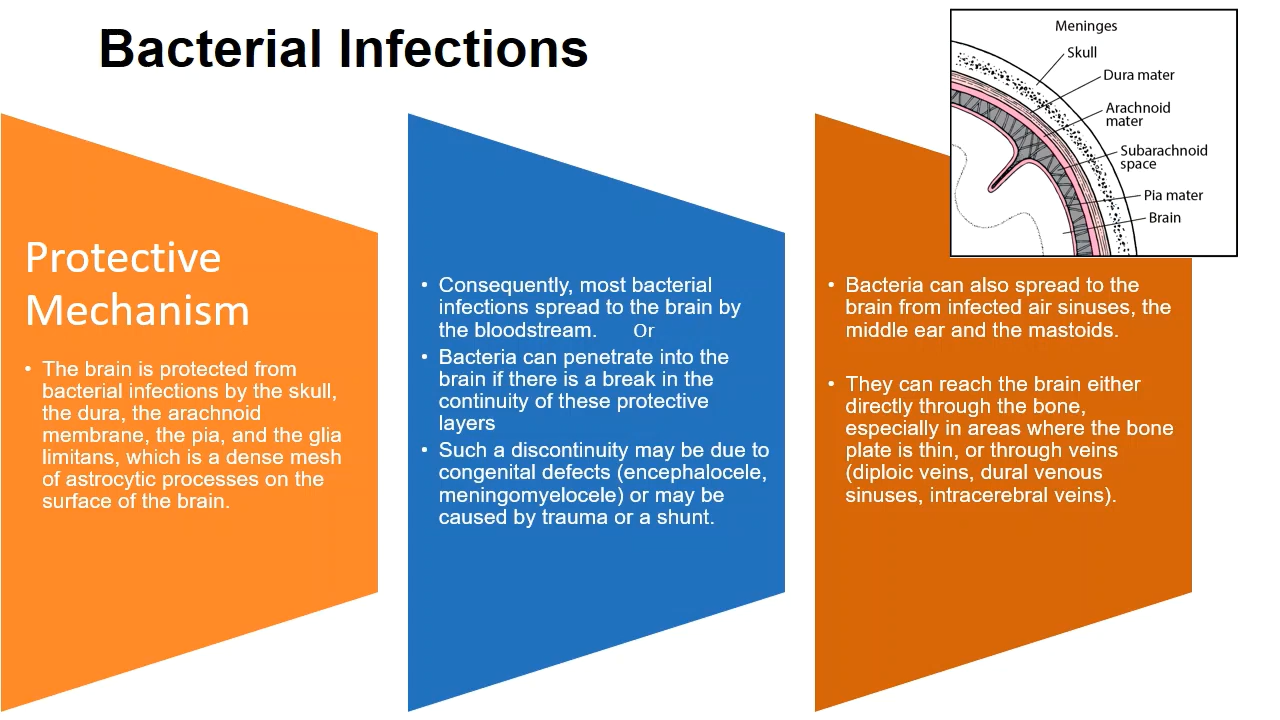 Bacterial Infections
Meninges
Skull
Dura mater
Arachnoid
mater
Subarachnoid
space
Pia mater
Brain
Protective
Mechanism
• The brain is protected from
bacterial infections by the skull,
the dura, the arachnoid
membrane, the pia, and the glia
limitans, which is a dense mesh
of astrocytic processes on the
surface of the brain.
• Consequently, most bacterial
infections spread to the brain by
the bloodstream. Or
• Bacteria can penetrate into the
brain if there is a break in the
continuity of these protective
layers
• Such a discontinuity may be due to
congenital defects (encephalocele,
meningomyelocele) or may be
caused by trauma or a shunt.
• Bacteria can also spread to the
brain from infected air sinuses, the
middle ear and the mastoids.
• They can reach the brain either
directly through the bone,
especially in areas where the bone
plate is thin, or through veins
(diploic veins, dural venous
sinuses, intracerebral veins).